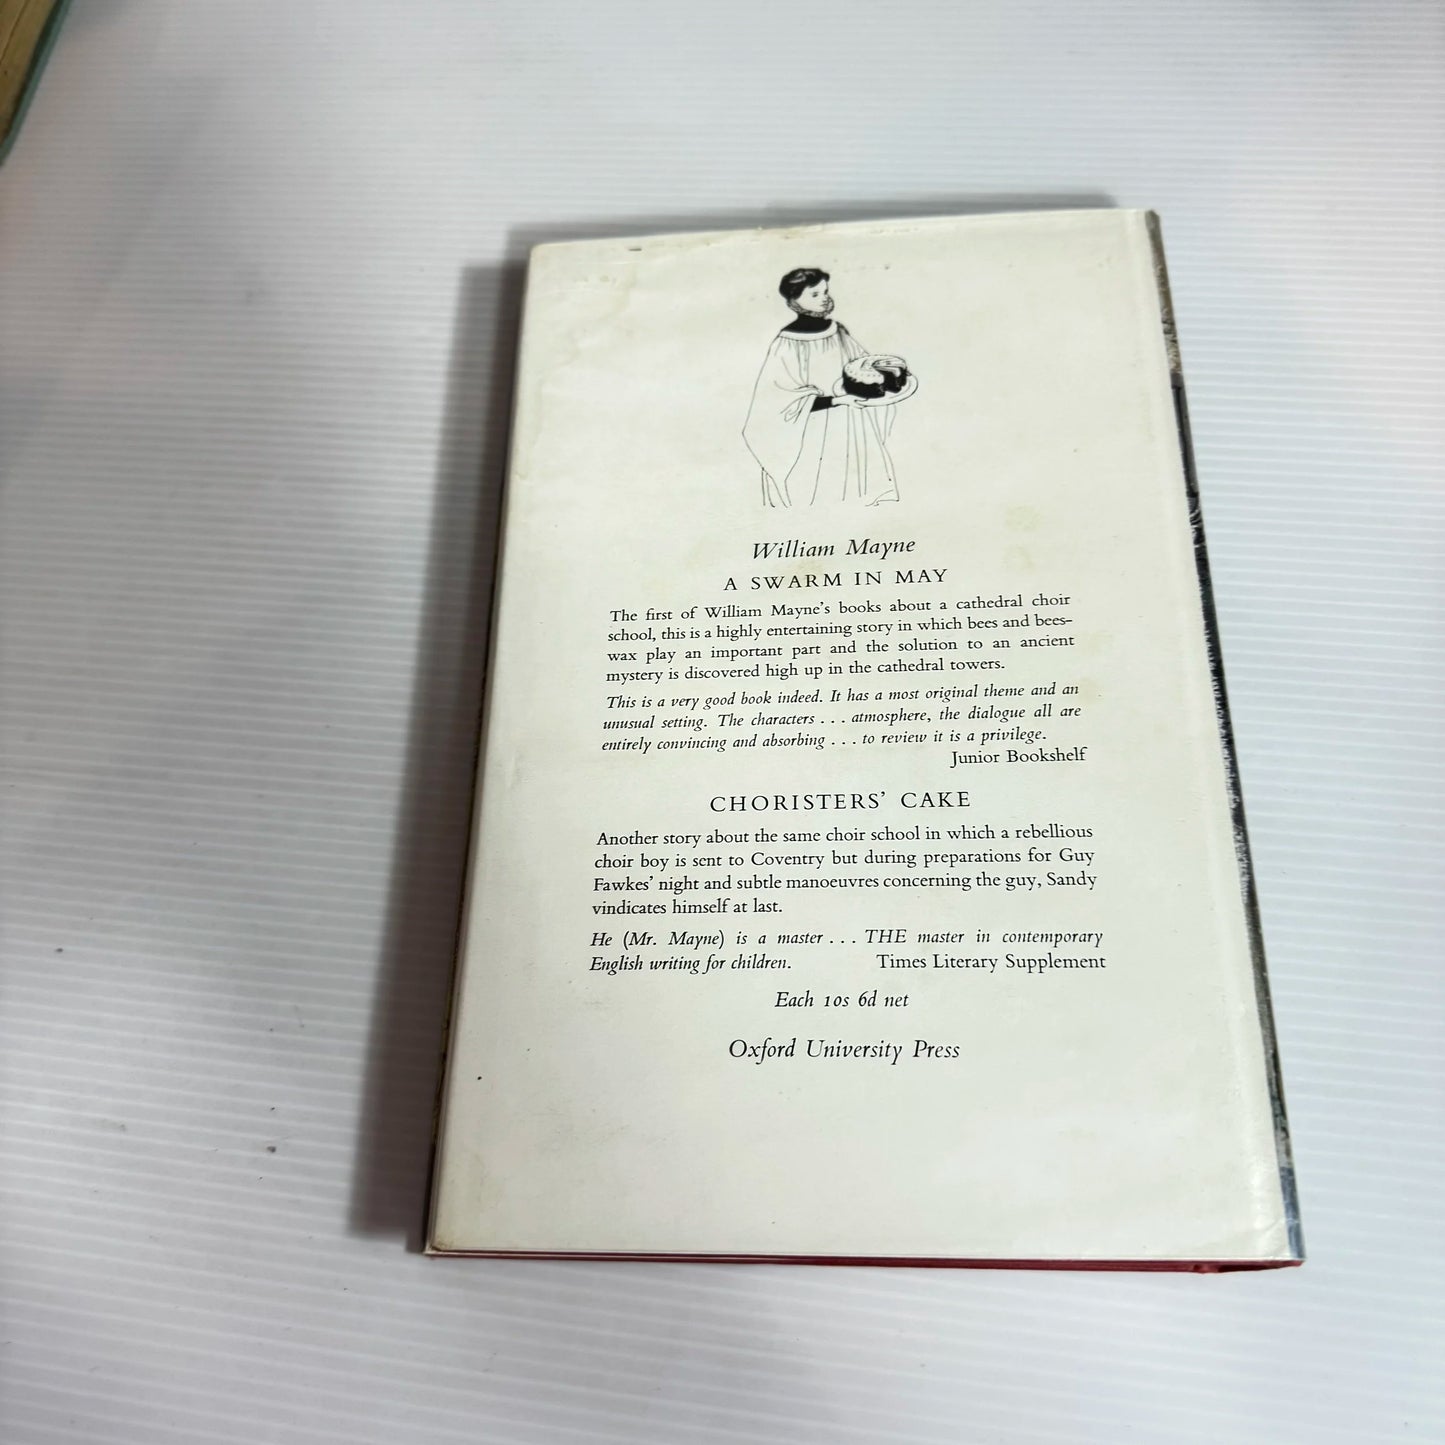 William Mayne
A SWARM IN MAY
The first of William Mayne's books about a cathedral choir
school, this is a highly entertaining story in which bees and bees-
wax play an important part and the solution to an ancient
mystery is discovered high up in the cathedral towers.
This is a very good book indeed. It has a most original theme and an
unusual setting. The characters . . . atmosphere, the dialogue all are
entirely convincing and absorbing . . . to review it is a privilege.
Junior Bookshelf
CHORISTERS' CAKE
Another story about the same choir school in which a rebellious
choir boy is sent to Coventry but during preparations for Guy
Fawkes' night and subtle manoeuvres concerning the guy, Sandy
vindicates himself at last.
He (Mr. Mayne) is a master . . . THE master in contemporary
English writing for children. Times Literary Supplement
Each 10s 6d net
Oxford University Press